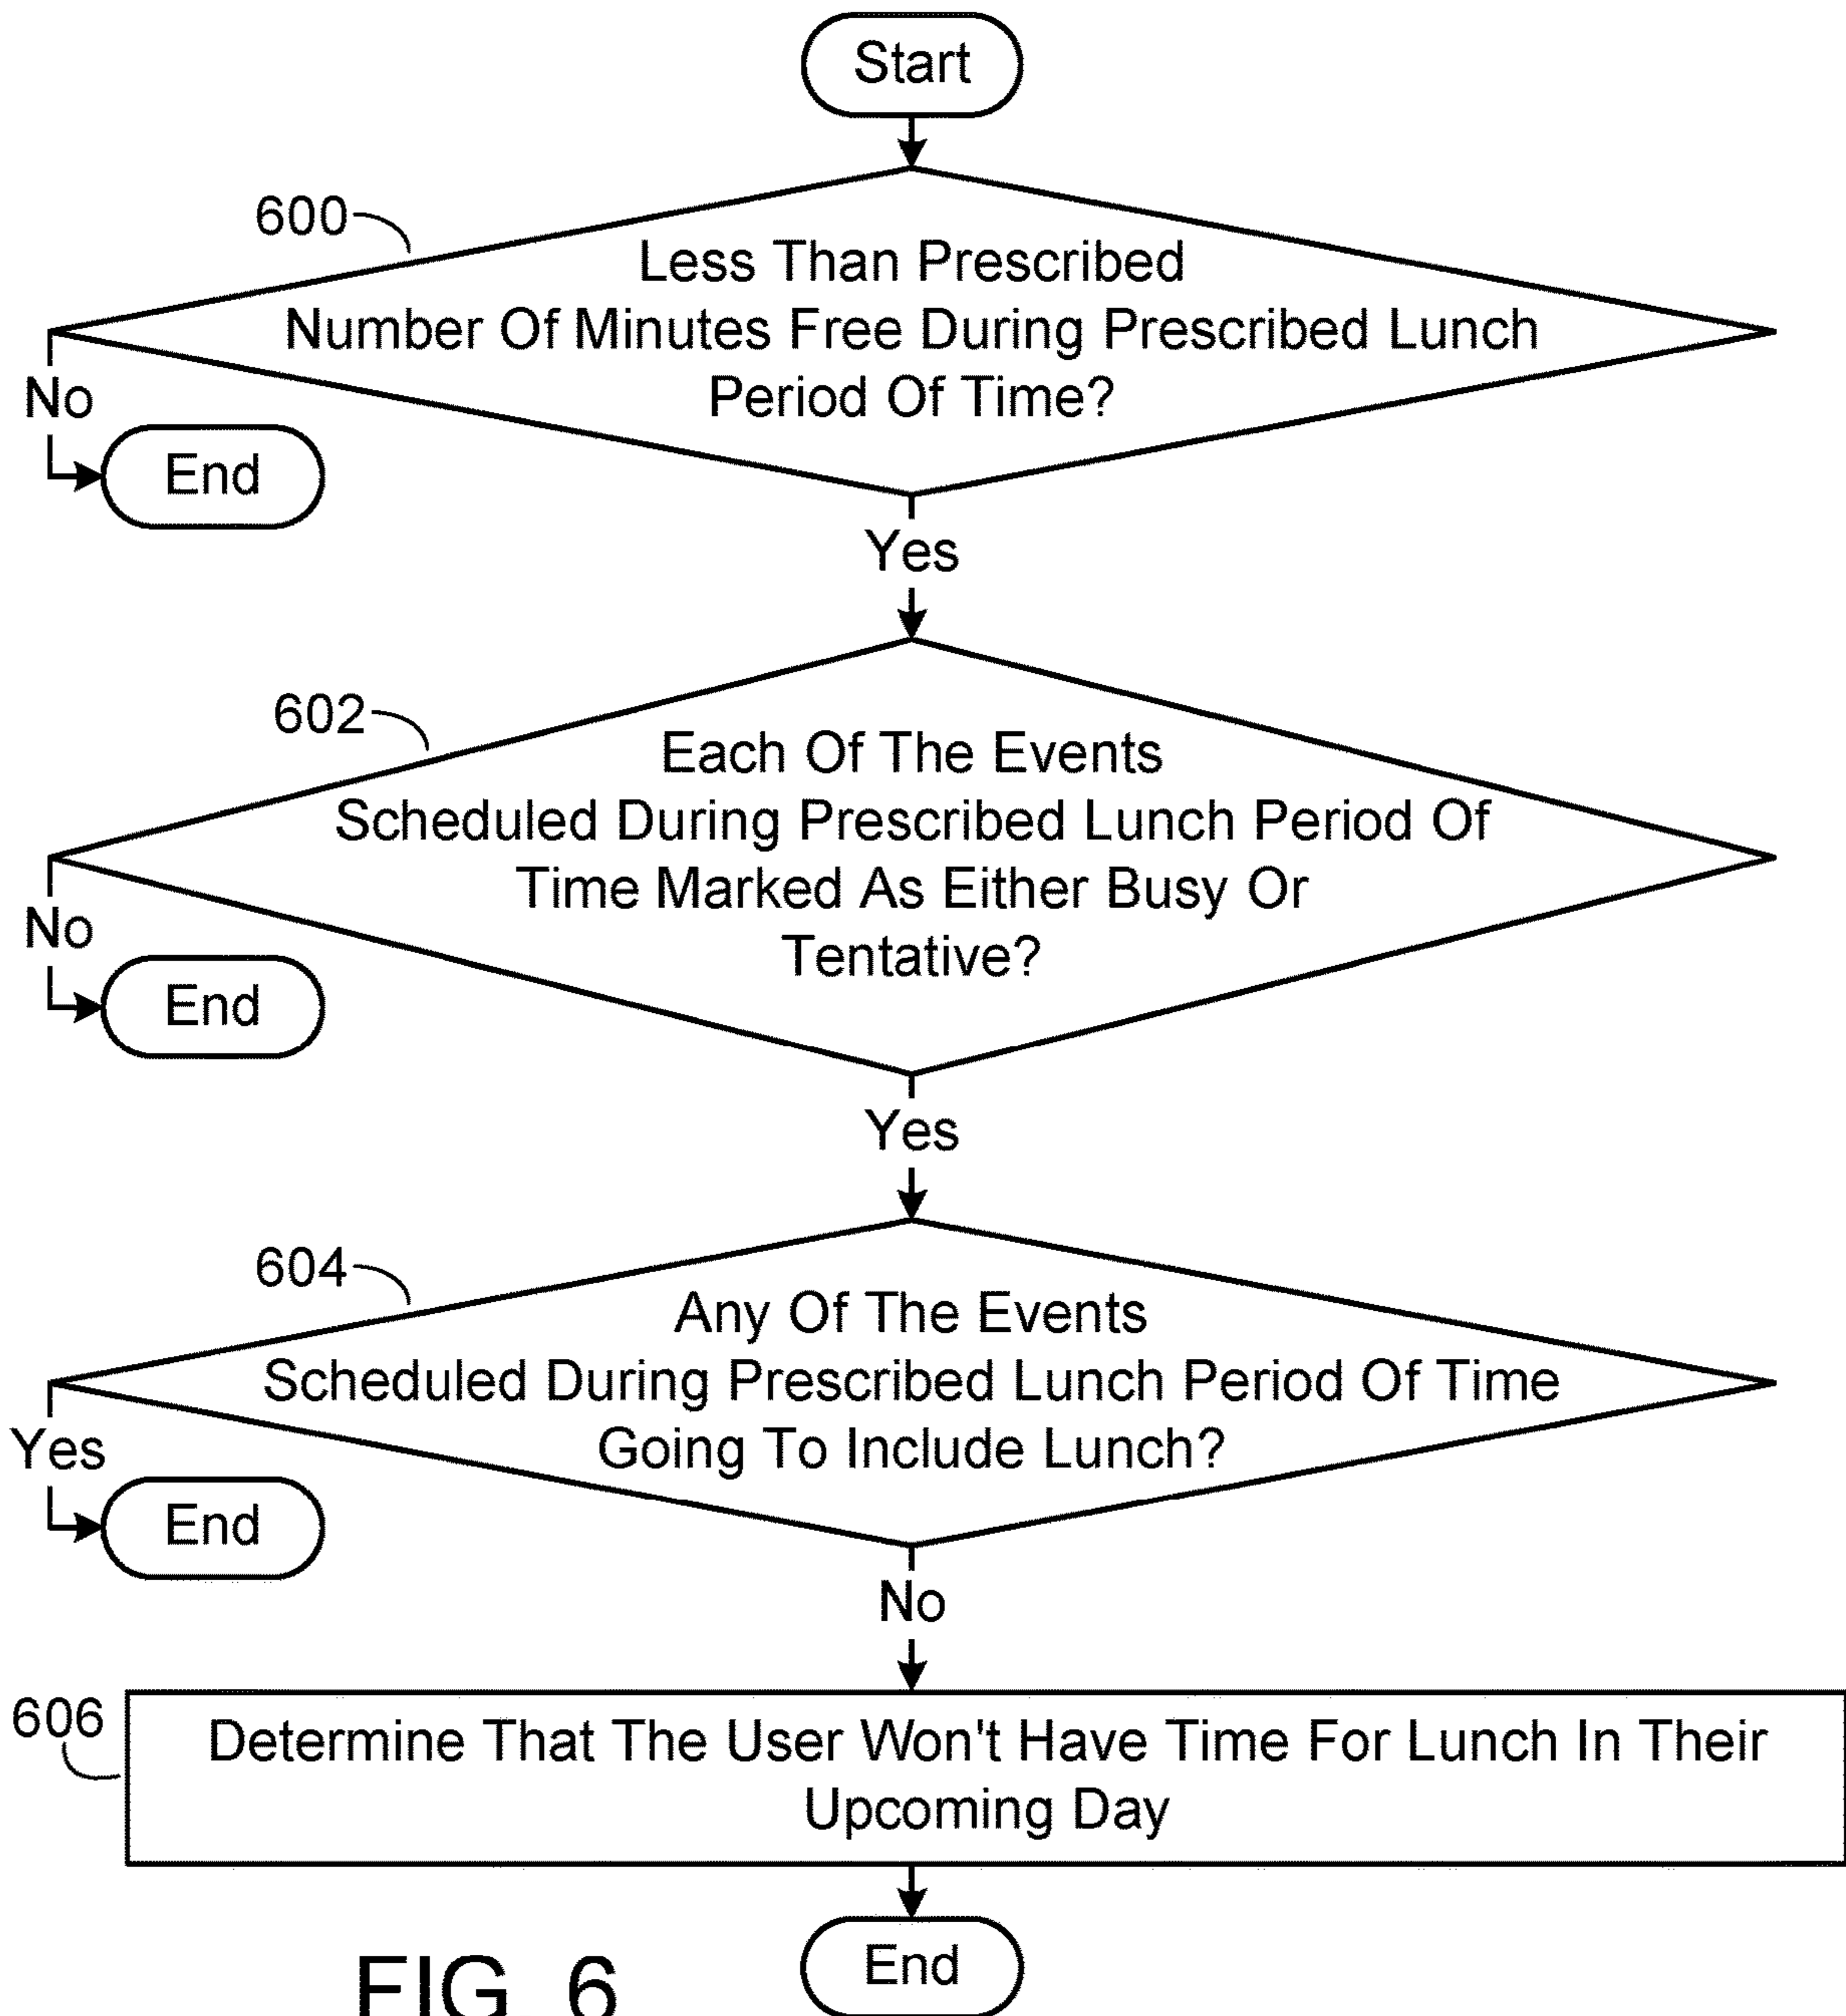 Start
600
Less Than Prescribed
Number Of Minutes Free During Prescribed Lunch
Period Of Time?
No
End
Yes
602
Each Of The Events
Scheduled During Prescribed Lunch Period Of
Time Marked As Either Busy Or
Tentative?
No
End
Yes
604
Any Of The Events
Scheduled During Prescribed Lunch Period Of Time
Going To Include Lunch?
Yes
End
No
606
Determine That The User Won't Have Time For Lunch In Their
Upcoming Day
End
FIG. 6